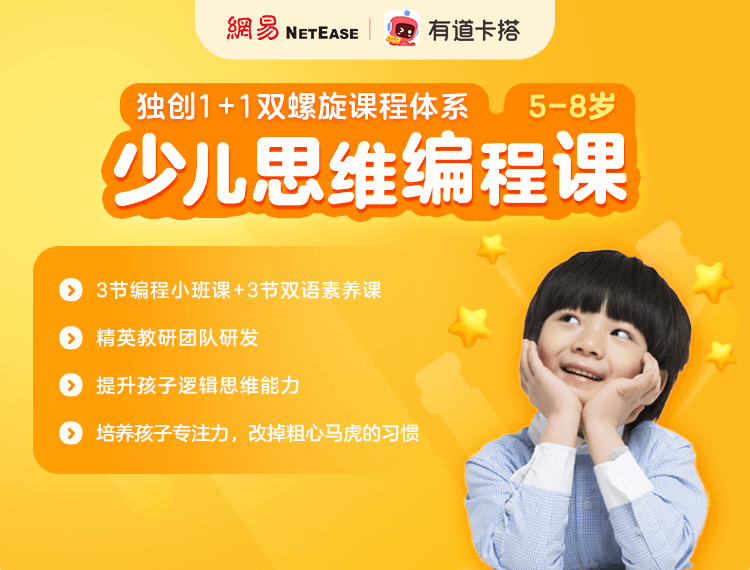 網易 NETEASE 有道卡搭
独创1+1双螺旋课程体系 5-8岁
少儿思维编程课
3节编程小班课+3节双语素养课
精英教研团队研发
提升孩子逻辑思维能力
培养孩子专注力，改掉粗心马虎的习惯